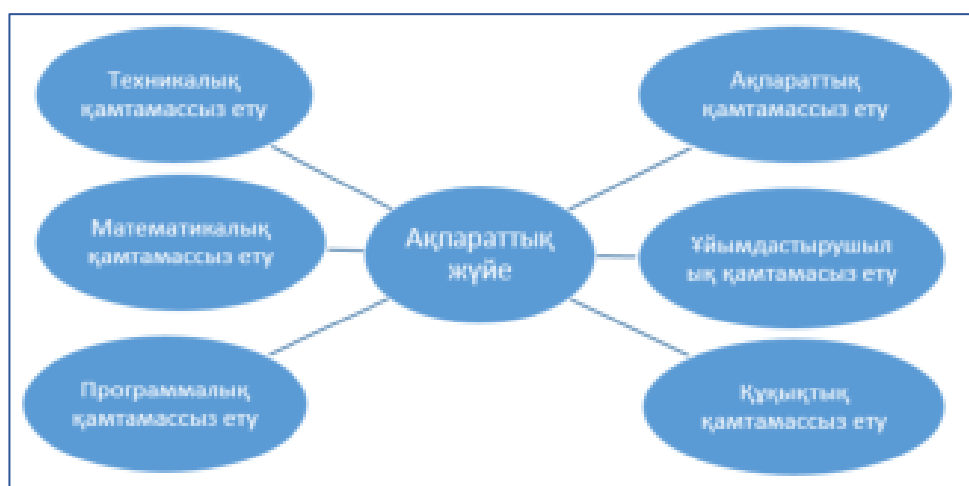 Техникалық
қамтамассыз ету
Ақпараттық
қамтамассыз ету
Математикалық
қамтамассыз ету
Ақпараттық
жүйе
Ұйымдастырушыл
ық қамтамасыз ету
Программалық
қамтамассыз ету
Құқықтық
қамтамассыз ету